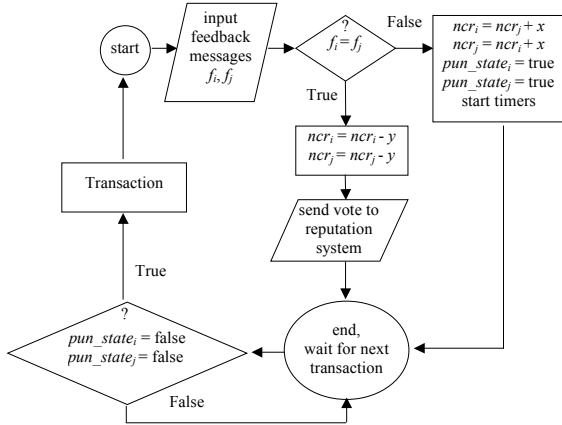 start
input
feedback
messages
f_i, f_j
?
f_i = f_j
False
True
ncr_i = ncr_j + x
ncr_j = ncr_i + x
pun_state_i = true
pun_state_j = true
start timers
ncr_i = ncr_i - y
ncr_j = ncr_j - y
send vote to
reputation
system
Transaction
True
?
pun_state_i = false
pun_state_j = false
False
end,
wait for next
transaction